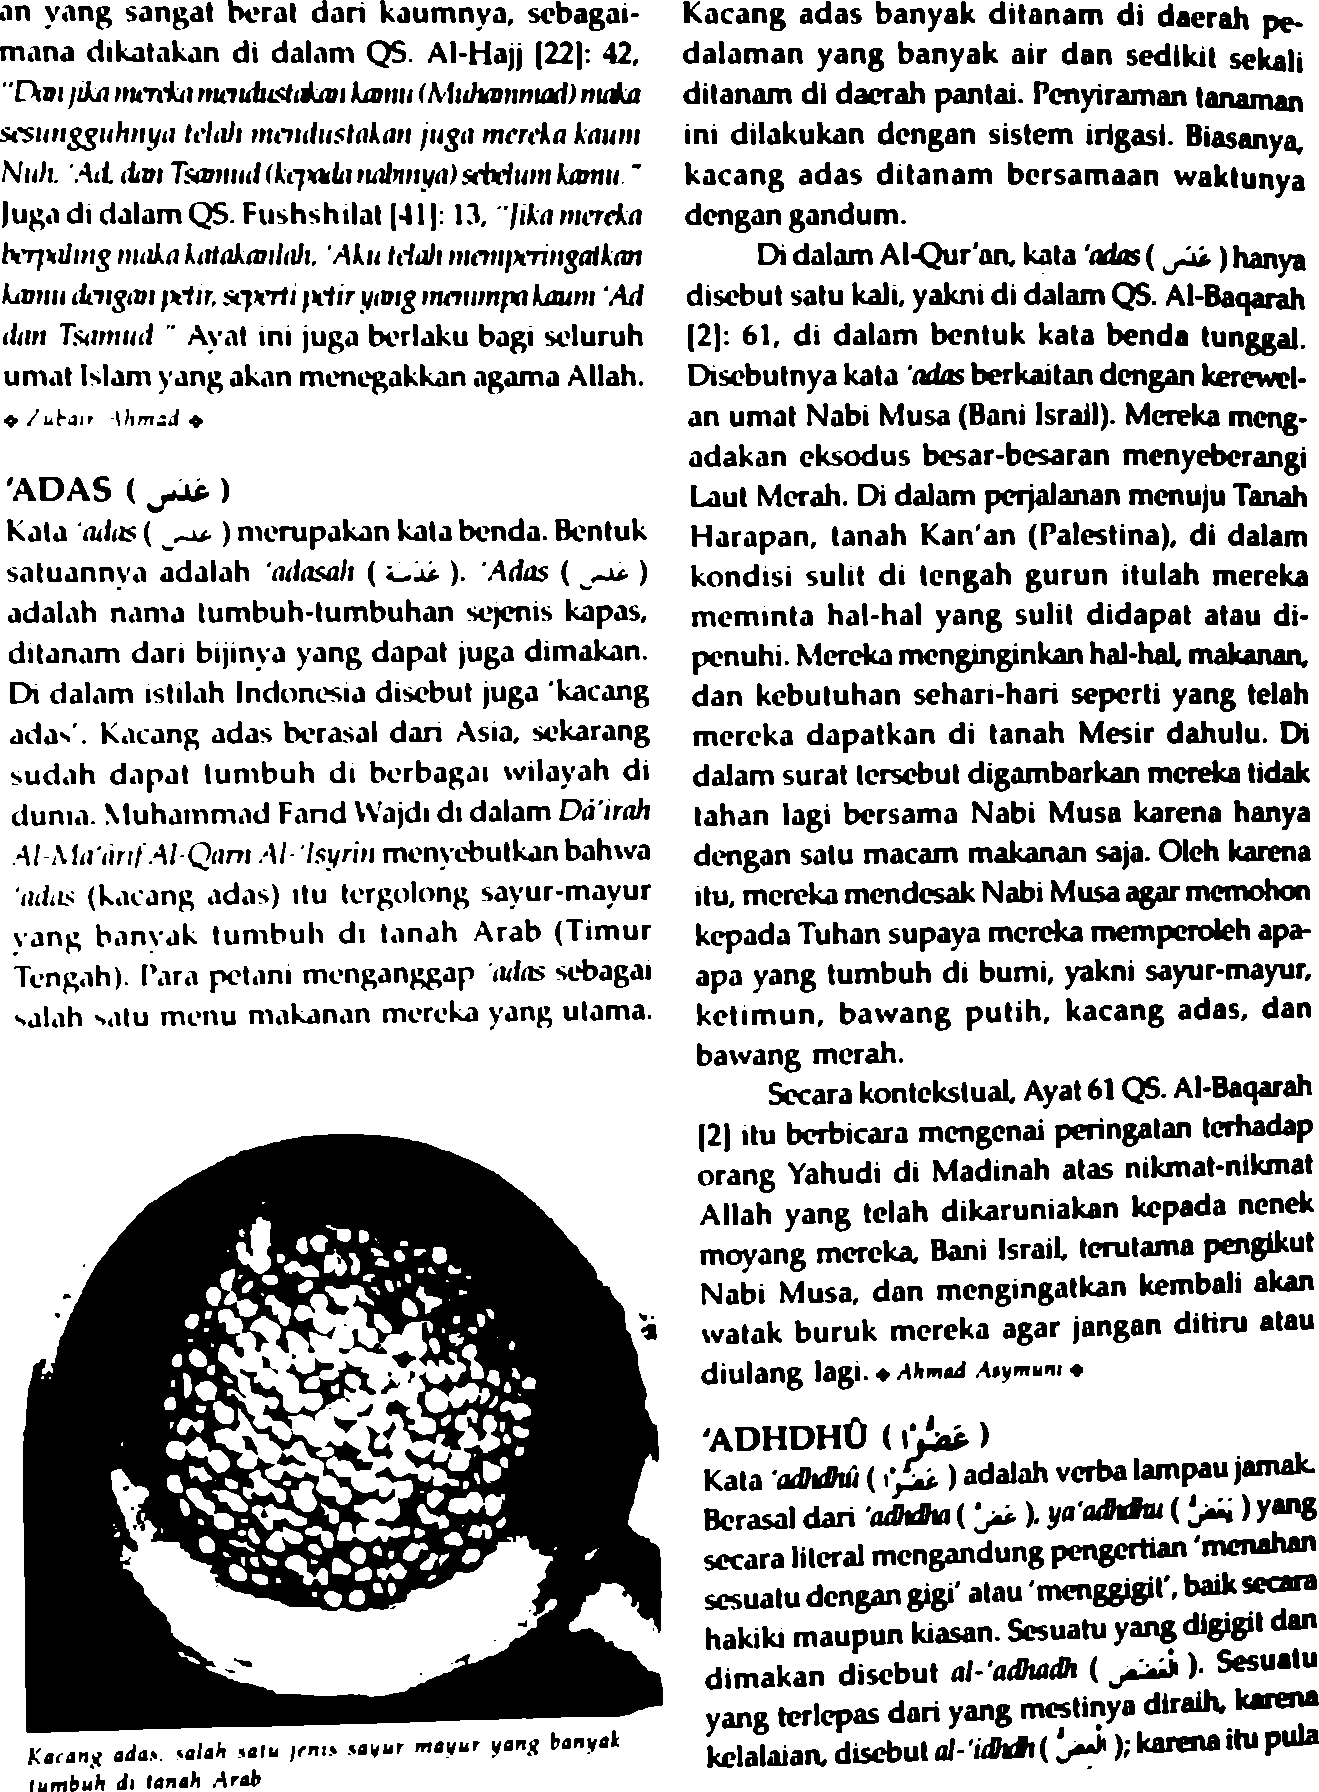 an yang sangat berat dari kaumnya, sebagai-
mana dikatakan di dalam QS. Al-Hajj [22]: 42,
"Dan jika mereka mendustakan kamu (Muhammad) maka
sesungguhnya telah mendustakan juga mereka kaum
Nuh, 'Ad, dan Tsamud (kepada nabinya) sebelum kamu."
Juga di dalam QS. Fushshilat [41]: 13, "Jika mereka
berpaling maka katakanlah, 'Aku telah memperingatkan
kamu dengan petir, seperti petir yang menimpa kaum 'Ad
dan Tsamud" Ayat ini juga berlaku bagi seluruh
umat Islam yang akan menegakkan agama Allah.
◆ Zubair Ahmad ◆
'ADAS ( عَدَس )
Kata 'adas ( عدس ) merupakan kata benda. Bentuk
satuannya adalah 'adasah ( عَدَسَة ). 'Adas ( عدس )
adalah nama tumbuh-tumbuhan sejenis kapas,
ditanam dari bijinya yang dapat juga dimakan.
Di dalam istilah Indonesia disebut juga 'kacang
adas'. Kacang adas berasal dari Asia, sekarang
sudah dapat tumbuh di berbagai wilayah di
dunia. Muhammad Farid Wajdi di dalam Dâ'irah
Al-Ma'ârif Al-Qarn Al-'Isyrin menyebutkan bahwa
'adas (kacang adas) itu tergolong sayur-mayur
yang banyak tumbuh di tanah Arab (Timur
Tengah). Para petani menganggap 'adas sebagai
salah satu menu makanan mereka yang utama.
Kacang adas, salah satu jenis sayur mayur yang banyak
tumbuh di tanah Arab
Kacang adas banyak ditanam di daerah pe-
dalaman yang banyak air dan sedikit sekali
ditanam di daerah pantai. Penyiraman tanaman
ini dilakukan dengan sistem irigasi. Biasanya,
kacang adas ditanam bersamaan waktunya
dengan gandum.
Di dalam Al-Qur'an, kata 'adas ( عَدَس ) hanya
disebut satu kali, yakni di dalam QS. Al-Baqarah
[2]: 61, di dalam bentuk kata benda tunggal.
Disebutnya kata 'adas berkaitan dengan kerewel-
an umat Nabi Musa (Bani Israil). Mereka meng-
adakan eksodus besar-besaran menyeberangi
Laut Merah. Di dalam perjalanan menuju Tanah
Harapan, tanah Kan'an (Palestina), di dalam
kondisi sulit di tengah gurun itulah mereka
meminta hal-hal yang sulit didapat atau di-
penuhi. Mereka menginginkan hal-hal, makanan,
dan kebutuhan sehari-hari seperti yang telah
mereka dapatkan di tanah Mesir dahulu. Di
dalam surat tersebut digambarkan mereka tidak
tahan lagi bersama Nabi Musa karena hanya
dengan satu macam makanan saja. Oleh karena
itu, mereka mendesak Nabi Musa agar memohon
kepada Tuhan supaya mereka memperoleh apa-
apa yang tumbuh di bumi, yakni sayur-mayur,
ketimun, bawang putih, kacang adas, dan
bawang merah.
Secara kontekstual, Ayat 61 QS. Al-Baqarah
[2] itu berbicara mengenai peringatan terhadap
orang Yahudi di Madinah atas nikmat-nikmat
Allah yang telah dikaruniakan kepada nenek
moyang mereka, Bani Israil, terutama pengikut
Nabi Musa, dan mengingatkan kembali akan
watak buruk mereka agar jangan ditiru atau
diulang lagi. ◆ Ahmad Asymuni ◆
'ADHDHÛ ( عَضُّوْا )
Kata 'adhdhû ( عَضُّوْا ) adalah verba lampau jamak.
Berasal dari 'adhdha ( عَضَّ ), ya'adhdhu ( يَعَضُّ ) yang
secara literal mengandung pengertian 'menahan
sesuatu dengan gigi' atau 'menggigit', baik secara
hakiki maupun kiasan. Sesuatu yang digigit dan
dimakan disebut al-'adhadh ( الْعَضَض ). Sesuatu
yang terlepas dari yang mestinya diraih, karena
kelalaian, disebut al-'idhdh ( الْعِضُّ ); karena itu pula